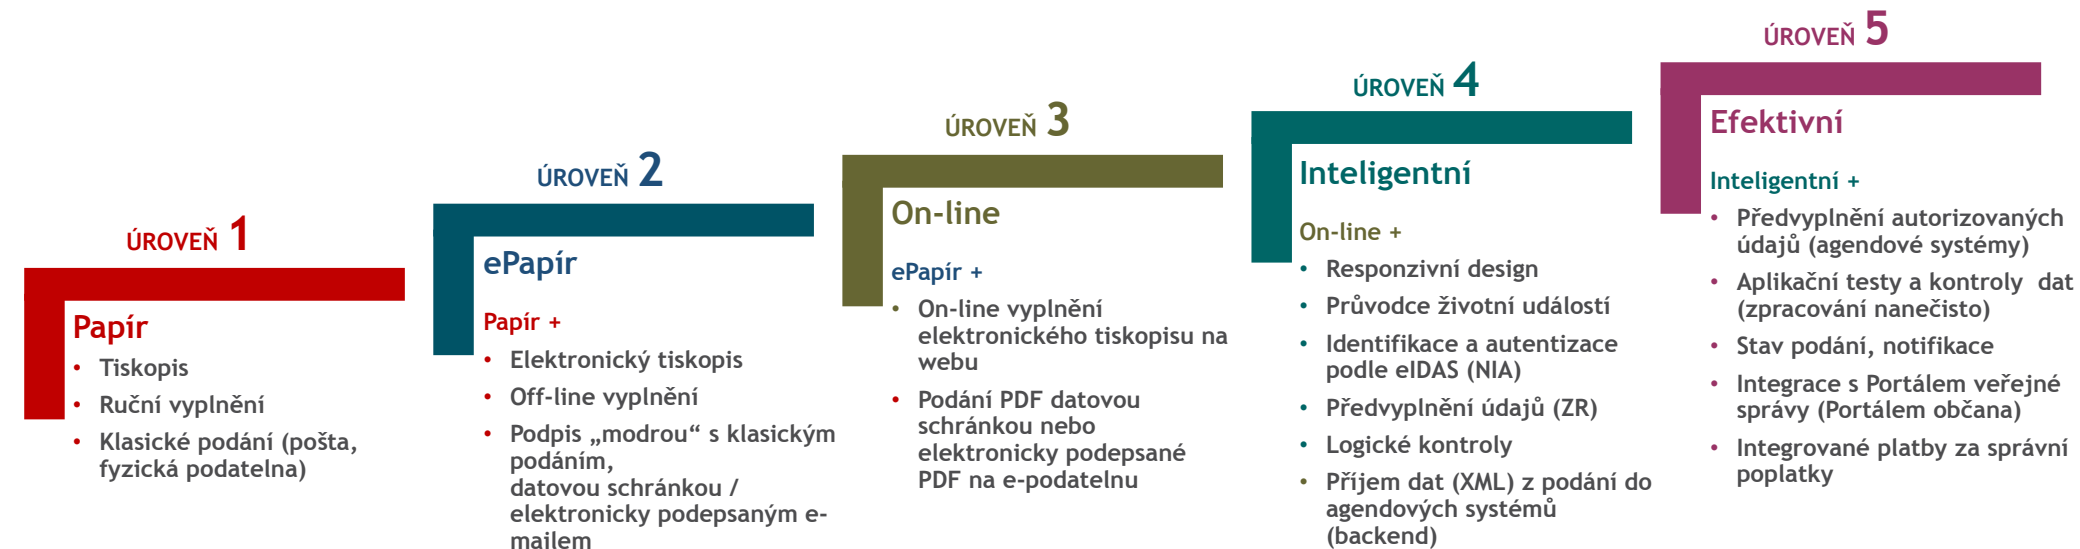 ÚROVEŇ 1
Papír
• Tiskopis
• Ruční vyplnění
• Klasické podání (pošta,
fyzická podatelna)
ÚROVEŇ 2
ePapír
Papír +
• Elektronický tiskopis
• Off-line vyplnění
• Podpis „modrou“ s klasickým
podáním,
datovou schránkou /
elektronicky podepsaným e-
mailem
ÚROVEŇ 3
On-line
ePapír +
• On-line vyplnění
elektronického tiskopisu na
webu
• Podání PDF datovou
schránkou nebo
elektronicky podepsané
PDF na e-podatelnu
ÚROVEŇ 4
Inteligentní
On-line +
• Responzivní design
• Průvodce životní událostí
• Identifikace a autentizace
podle eIDAS (NIA)
• Předvyplnění údajů (ZR)
• Logické kontroly
• Příjem dat (XML) z podání do
agendových systémů
(backend)
ÚROVEŇ 5
Efektivní
Inteligentní +
• Předvyplnění autorizovaných
údajů (agendové systémy)
• Aplikační testy a kontroly  dat
(zpracování nanečisto)
• Stav podání, notifikace
• Integrace s Portálem veřejné
správy (Portálem občana)
• Integrované platby za správní
poplatky